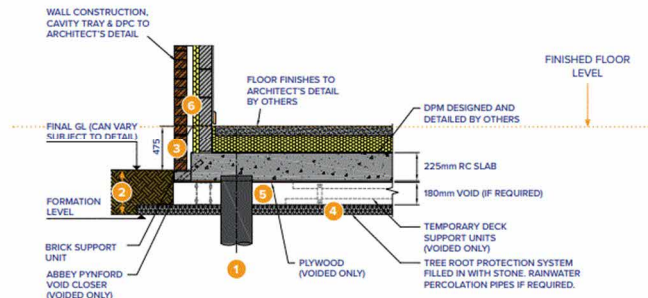 WALL CONSTRUCTION,
CAVITY TRAY & DPC TO
ARCHITECT'S DETAIL
FINISHED FLOOR
LEVEL
FLOOR FINISHES TO
ARCHITECT'S DETAIL
BY OTHERS
6
DPM DESIGNED AND
DETAILED BY OTHERS
FINAL GL (CAN VARY
SUBJECT TO DETAIL)
475
3
225mm RC SLAB
2
5
180mm VOID (IF REQUIRED)
FORMATION
LEVEL
4
TEMPORARY DECK
SUPPORT UNITS
(VOIDED ONLY)
BRICK SUPPORT
UNIT
1
PLYWOOD
(VOIDED ONLY)
TREE ROOT PROTECTION SYSTEM
FILLED IN WITH STONE. RAINWATER
PERCOLATION PIPES IF REQUIRED.
ABBEY PYNFORD
VOID CLOSER
(VOIDED ONLY)